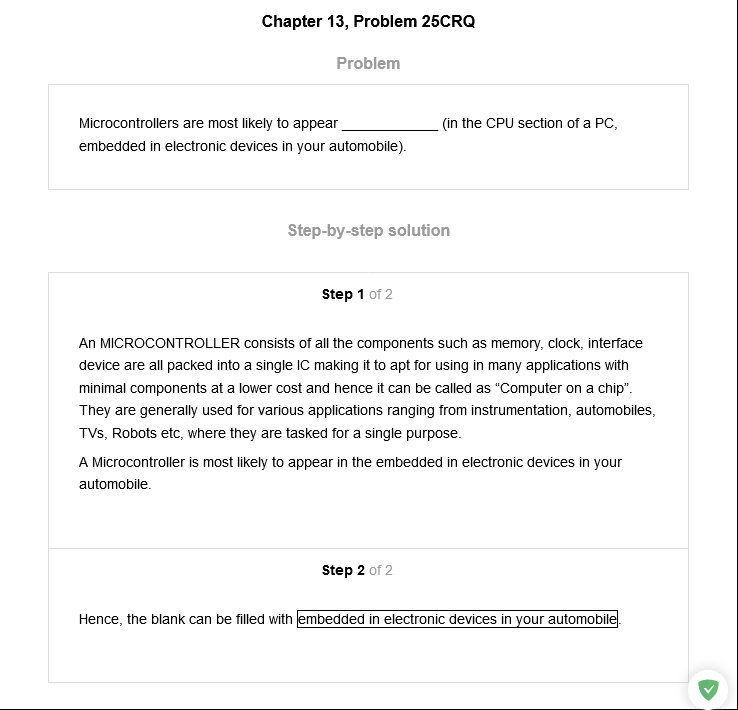 Chapter 13, Problem 25CRQ
Problem
Microcontrollers are most likely to appear ____________ (in the CPU section of a PC,
embedded in electronic devices in your automobile).
Step-by-step solution
Step 1 of 2
An MICROCONTROLLER consists of all the components such as memory, clock, interface
device are all packed into a single IC making it to apt for using in many applications with
minimal components at a lower cost and hence it can be called as “Computer on a chip”.
They are generally used for various applications ranging from instrumentation, automobiles,
TVs, Robots etc, where they are tasked for a single purpose.
A Microcontroller is most likely to appear in the embedded in electronic devices in your
automobile.
Step 2 of 2
Hence, the blank can be filled with embedded in electronic devices in your automobile.